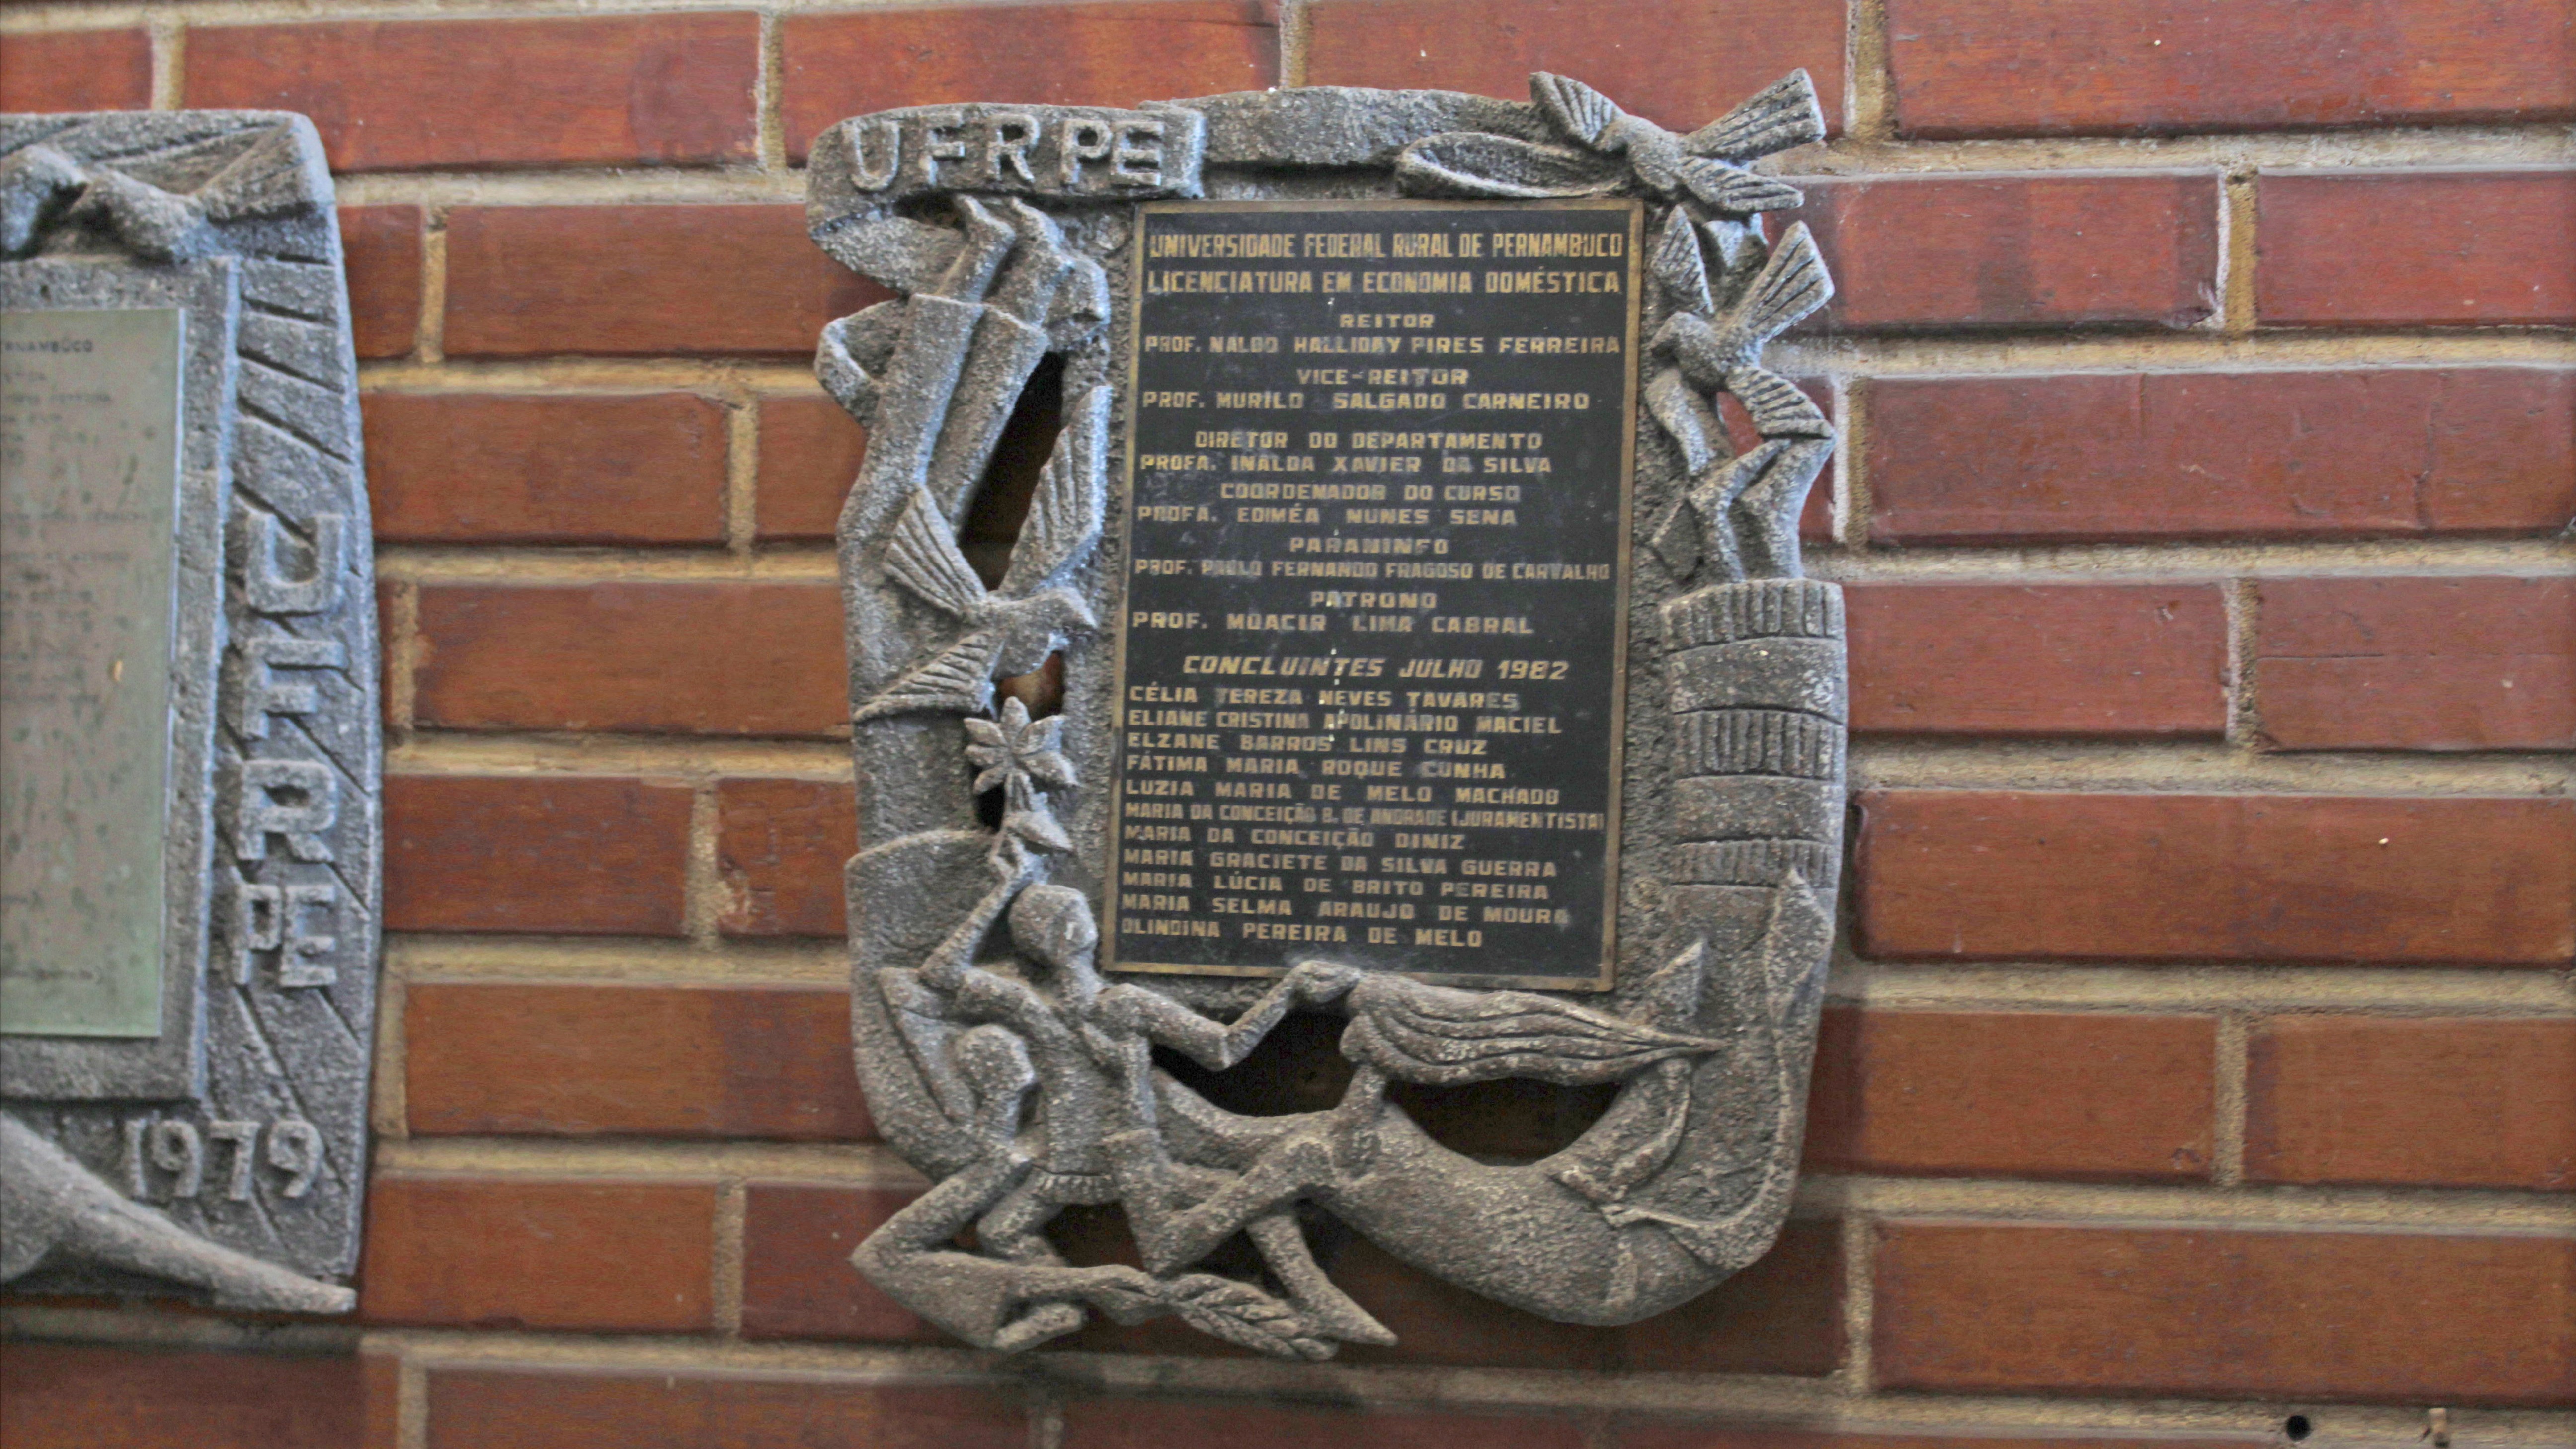 UFRPE
UNIVERSIDADE FEDERAL RURAL DE PERNAMBUCO
LICENCIATURA EM ECONOMIA DOMÉSTICA
REITOR
PROF. NALDO HALLIDAY PIRES FERREIRA
VICE-REITOR
PROF. MURILO SALGADO CARNEIRO
DIRETOR DO DEPARTAMENTO
PROFA. INALDA XAVIER DA SILVA
COORDENADOR DO CURSO
PROFA. EDIMÉA NUNES SENA
PARANINFO
PROF. PAULO FERNANDO FRAGOSO DE CARVALHO
PATRONO
PROF. MOACIR LIMA CABRAL
CONCLUINTES JULHO 1982
CÉLIA TEREZA NEVES TAVARES
ELIANE CRISTINA APOLINÁRIO MACIEL
ELZANE BARROS LINS CRUZ
FÁTIMA MARIA ROQUE CUNHA
LUZIA MARIA DE MELO MACHADO
MARIA DA CONCEIÇÃO B. DE ANDRADE (JURAMENTISTA)
MARIA DA CONCEIÇÃO DINIZ
MARIA GRACIETE DA SILVA GUERRA
MARIA LÚCIA DE BRITO PEREIRA
MARIA SELMA ARAUJO DE MOURA
OLINDINA PEREIRA DE MELO
UFRPE
1979